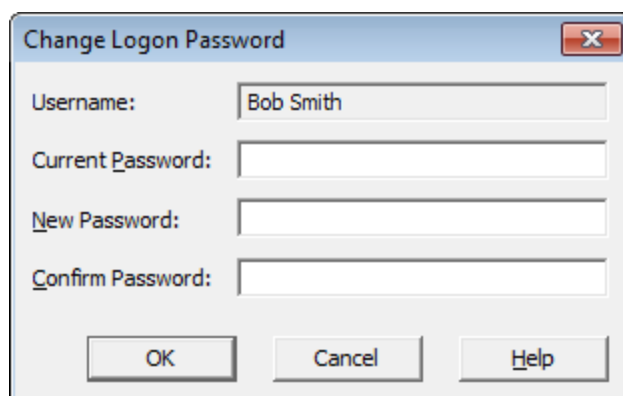 Change Logon Password
Username: Bob Smith
Current Password:
New Password:
Confirm Password:
OK Cancel Help